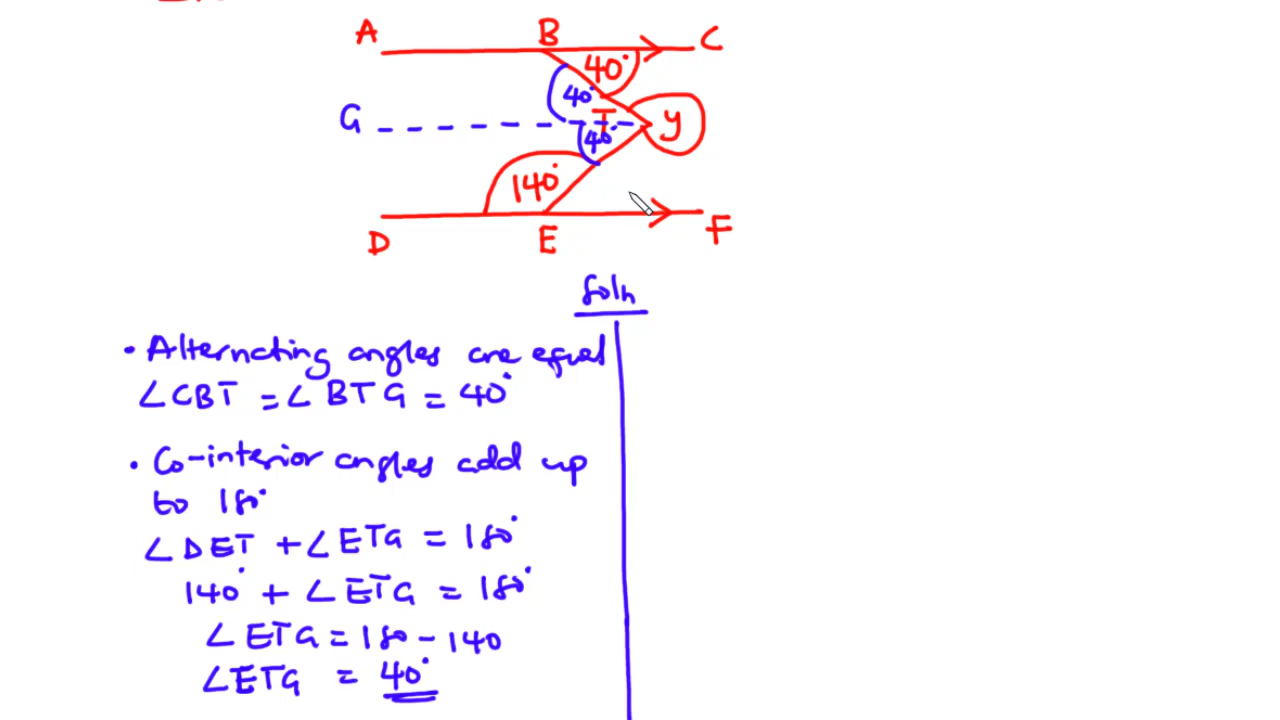 A B C
40°
40°
G T y
40°
140°
D E F
Soln
• Alternating angles are equal
∠CBT = ∠BTG = 40°
• Co-interior angles add up
to 180°
∠DET + ∠ETG = 180°
140° + ∠ETG = 180°
∠ETG = 180 - 140
∠ETG = 40°